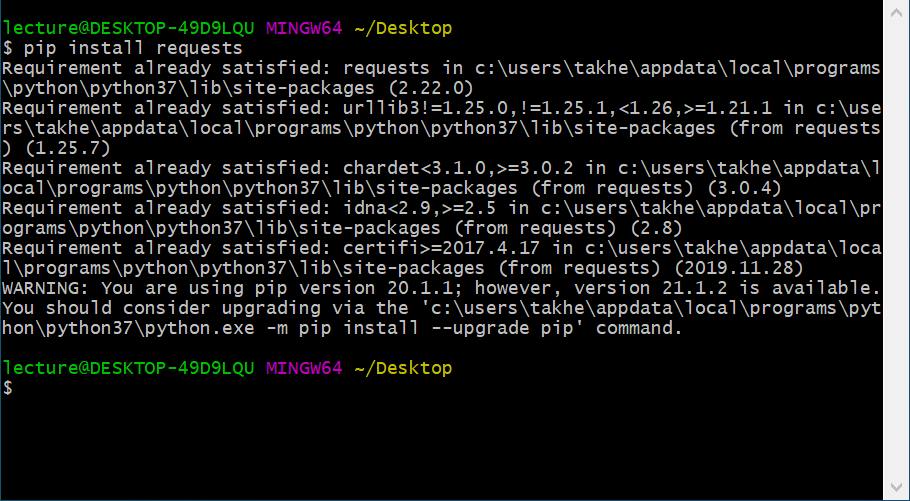 lecture@DESKTOP-49D9LQU MINGW64 ~/Desktop
$ pip install requests
Requirement already satisfied: requests in c:\users\takhe\appdata\local\programs
\python\python37\lib\site-packages (2.22.0)
Requirement already satisfied: urllib3!=1.25.0,!=1.25.1,<1.26,>=1.21.1 in c:\use
rs\takhe\appdata\local\programs\python\python37\lib\site-packages (from requests
) (1.25.7)
Requirement already satisfied: chardet<3.1.0,>=3.0.2 in c:\users\takhe\appdata\l
ocal\programs\python\python37\lib\site-packages (from requests) (3.0.4)
Requirement already satisfied: idna<2.9,>=2.5 in c:\users\takhe\appdata\local\pr
ograms\python\python37\lib\site-packages (from requests) (2.8)
Requirement already satisfied: certifi>=2017.4.17 in c:\users\takhe\appdata\loca
l\programs\python\python37\lib\site-packages (from requests) (2019.11.28)
WARNING: You are using pip version 20.1.1; however, version 21.1.2 is available.
You should consider upgrading via the 'c:\users\takhe\appdata\local\programs\pyt
hon\python37\python.exe -m pip install --upgrade pip' command.
lecture@DESKTOP-49D9LQU MINGW64 ~/Desktop
$